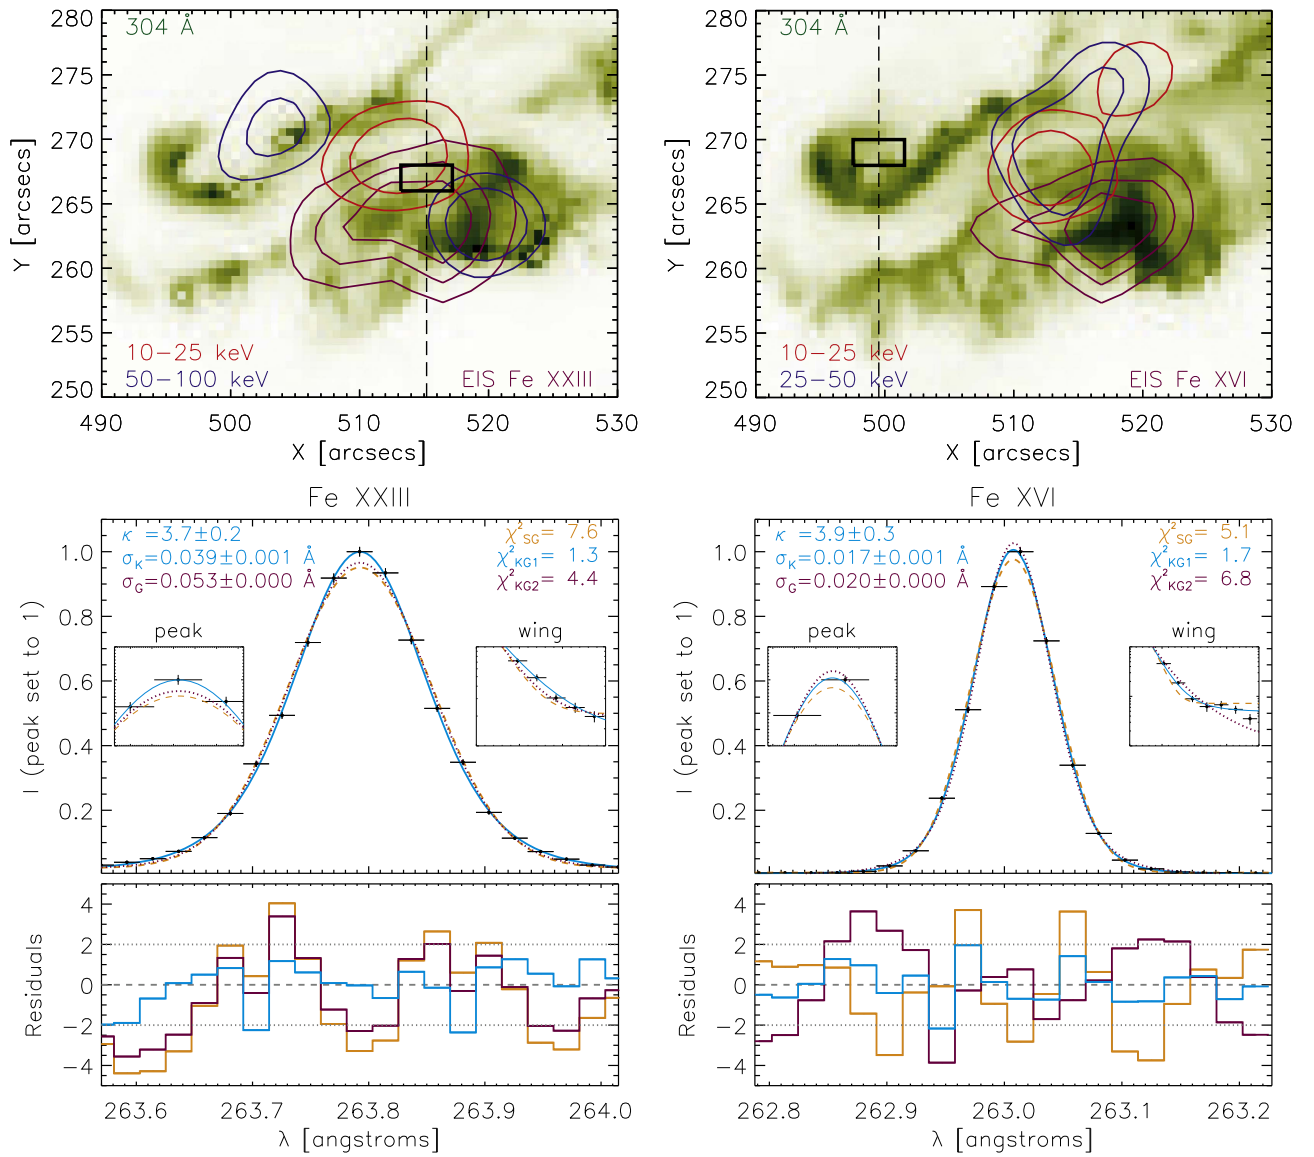 304 Å
280
275
270
265
260
255
250
Y [arcsecs]
10–25 keV
50–100 keV
EIS Fe XXIII
490 500 510 520 530
X [arcsecs]
304 Å
280
275
270
265
260
255
250
Y [arcsecs]
10–25 keV
25–50 keV
EIS Fe XVI
490 500 510 520 530
X [arcsecs]
Fe XXIII
κ =3.7±0.2
σK=0.039±0.001 Å
σG=0.053±0.000 Å
χ²SG= 7.6
χ²KG1= 1.3
χ²KG2= 4.4
peak
wing
1.0
0.8
0.6
0.4
0.2
I (peak set to 1)
4
2
0
−2
−4
Residuals
263.6 263.7 263.8 263.9 264.0
λ [angstroms]
Fe XVI
κ =3.9±0.3
σK=0.017±0.001 Å
σG=0.020±0.000 Å
χ²SG= 5.1
χ²KG1= 1.7
χ²KG2= 6.8
peak
wing
1.0
0.8
0.6
0.4
0.2
I (peak set to 1)
4
2
0
−2
−4
Residuals
262.8 262.9 263.0 263.1 263.2
λ [angstroms]